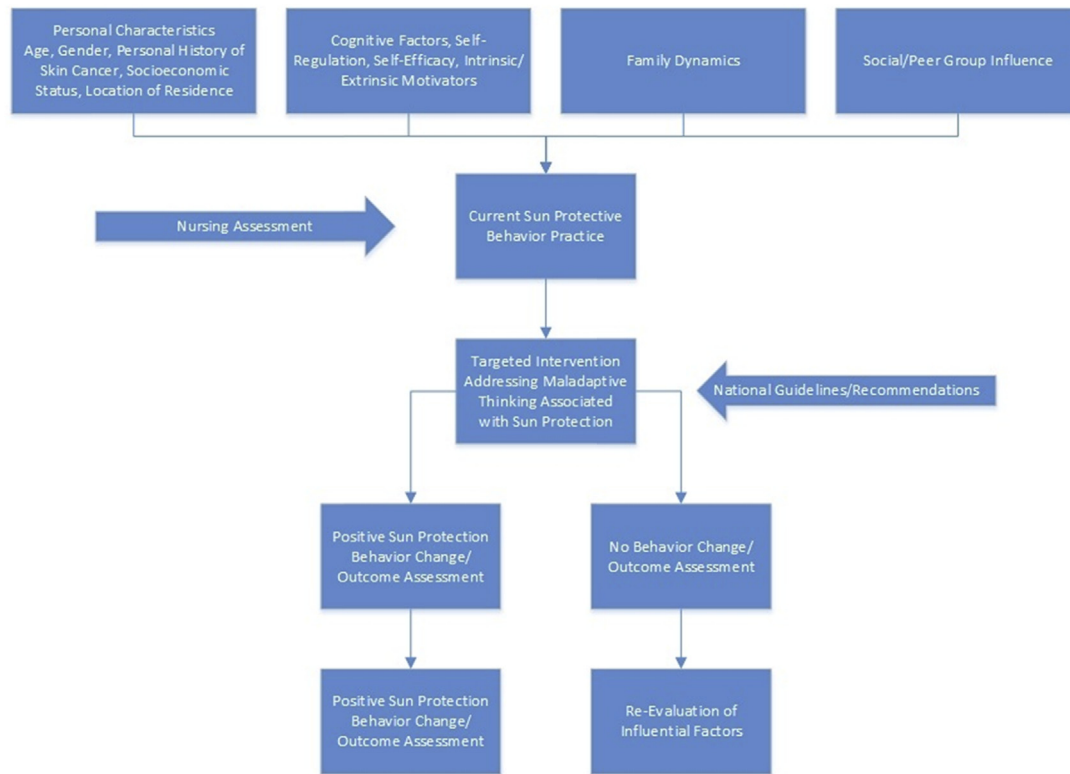 Personal Characteristics
Age, Gender, Personal History of
Skin Cancer, Socioeconomic
Status, Location of Residence
Cognitive Factors, Self-
Regulation, Self-Efficacy, Intrinsic/
Extrinsic Motivators
Family Dynamics
Social/Peer Group Influence
Nursing Assessment
Current Sun Protective
Behavior Practice
Targeted Intervention
Addressing Maladaptive
Thinking Associated
with Sun Protection
National Guidelines/Recommendations
Positive Sun Protection
Behavior Change/
Outcome Assessment
No Behavior Change/
Outcome Assessment
Positive Sun Protection
Behavior Change/
Outcome Assessment
Re-Evaluation of
Influential Factors